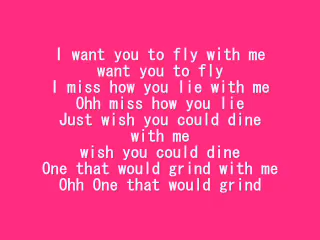 I want you to fly with me
want you to fly
I miss how you lie with me
Ohh miss how you lie
Just wish you could dine
with me
wish you could dine
One that would grind with me
Ohh One that would grind